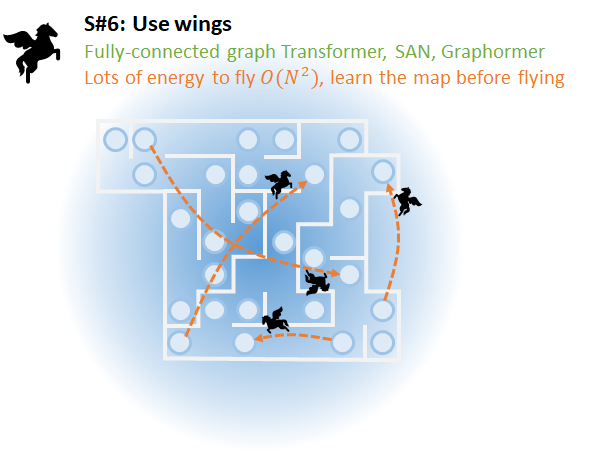 S#6: Use wings
Fully-connected graph Transformer, SAN, Graphormer
Lots of energy to fly O(N²), learn the map before flying